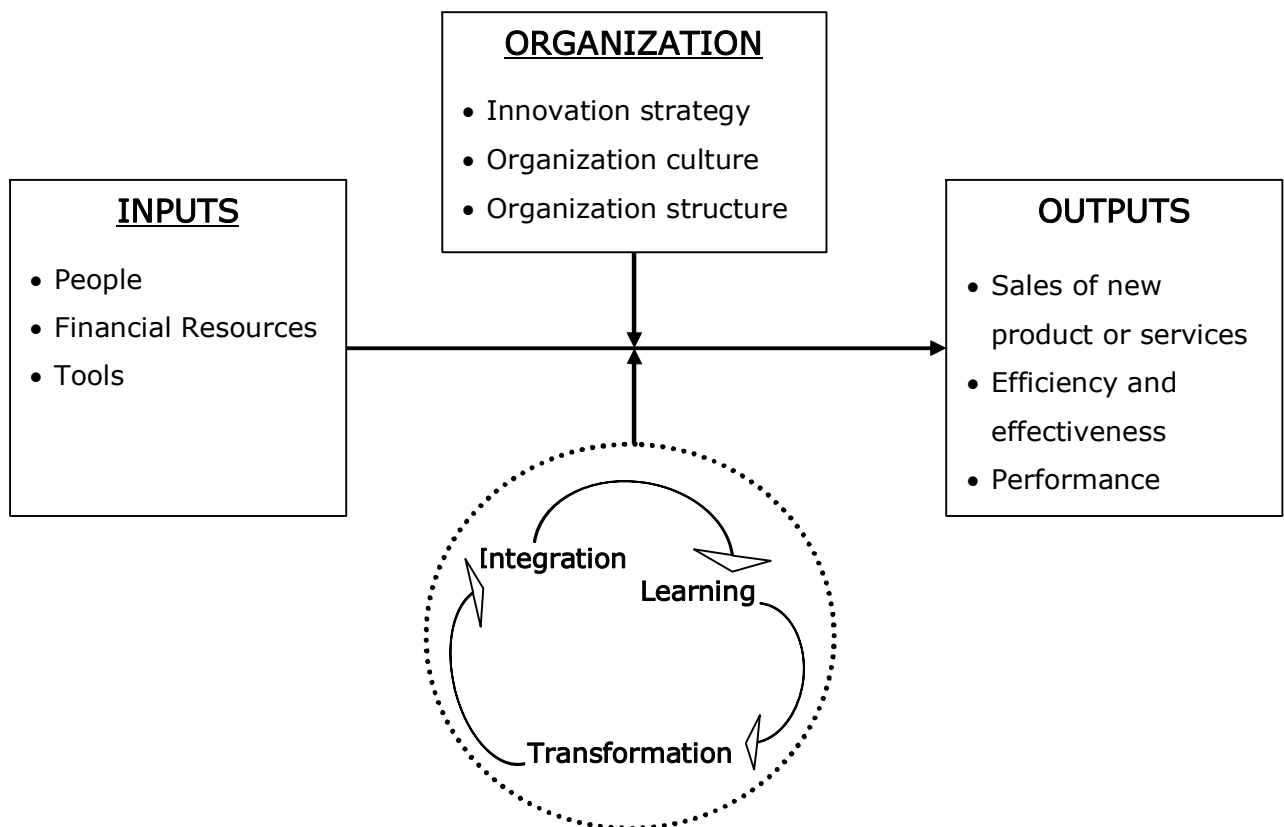 ORGANIZATION
• Innovation strategy
• Organization culture
• Organization structure
INPUTS
• People
• Financial Resources
• Tools
OUTPUTS
• Sales of new
product or services
• Efficiency and
effectiveness
• Performance
Integration
Learning
Transformation